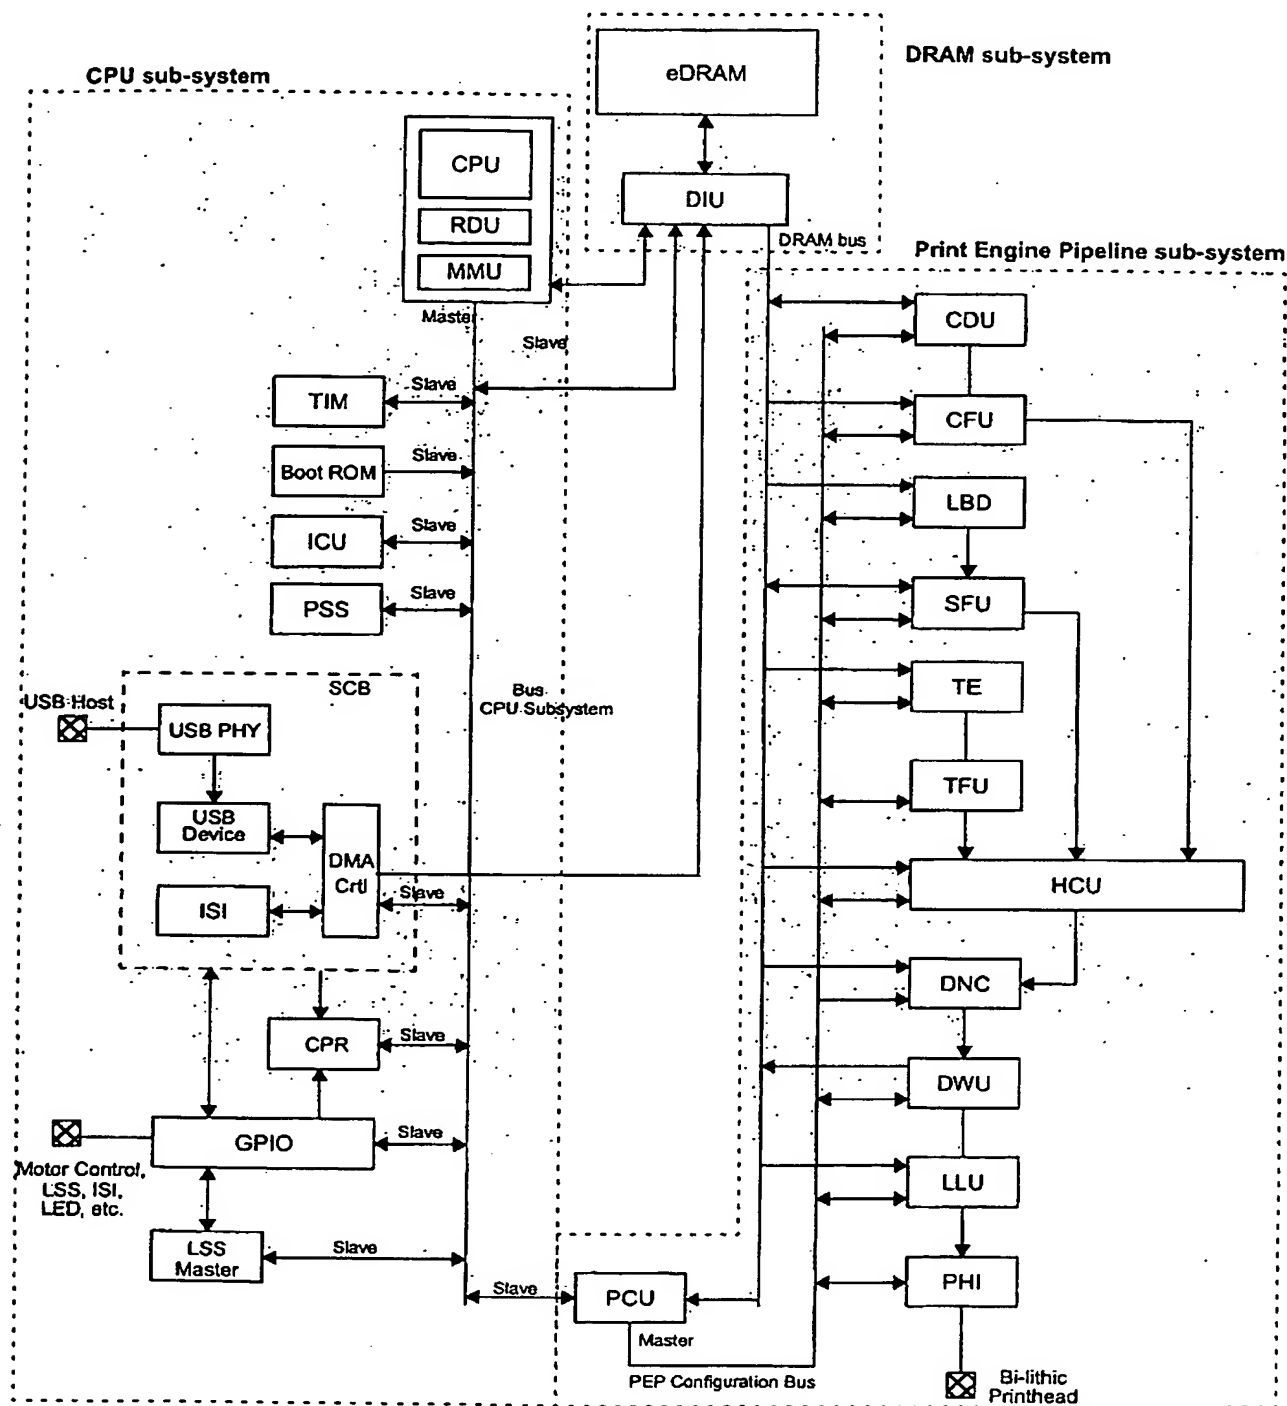 CPU sub-system
DRAM sub-system
eDRAM
DIU
DRAM bus
CPU
RDU
MMU
Master
Slave
Print Engine Pipeline sub-system
CDU
TIM
Slave
CFU
Boot ROM
Slave
LBD
ICU
Slave
PSS
Slave
SFU
SCB
TE
USB Host
USB PHY
Bus
CPU Subsystem
TFU
USB
Device
DMA
Crtl
Slave
ISI
HCU
DNC
CPR
Slave
DWU
GPIO
Slave
Motor Control,
LSS, ISI,
LED, etc.
LLU
LSS
Master
Slave
Slave
PCU
Master
PHI
PEP Configuration Bus
Bi-lithic
Printhead